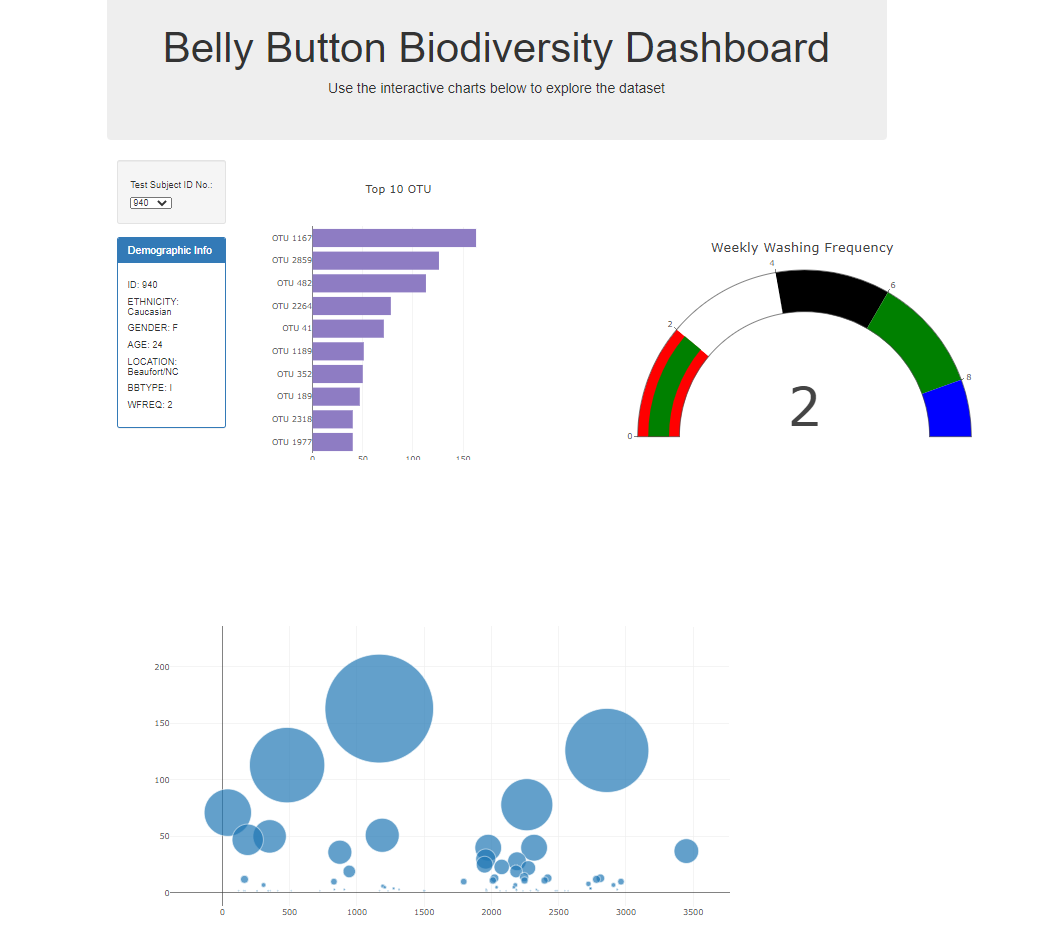 Belly Button Biodiversity Dashboard
Use the interactive charts below to explore the dataset
Test Subject ID No.:
940
Demographic Info
ID: 940
ETHNICITY:
Caucasian
GENDER: F
AGE: 24
LOCATION:
Beaufort/NC
BBTYPE: I
WFREQ: 2
Top 10 OTU
OTU 1167
OTU 2859
OTU 482
OTU 2264
OTU 41
OTU 1189
OTU 352
OTU 189
OTU 2318
OTU 1977
0 50 100 150
Weekly Washing Frequency
0
2
4
6
8
2
200
150
100
50
0
0 500 1000 1500 2000 2500 3000 3500